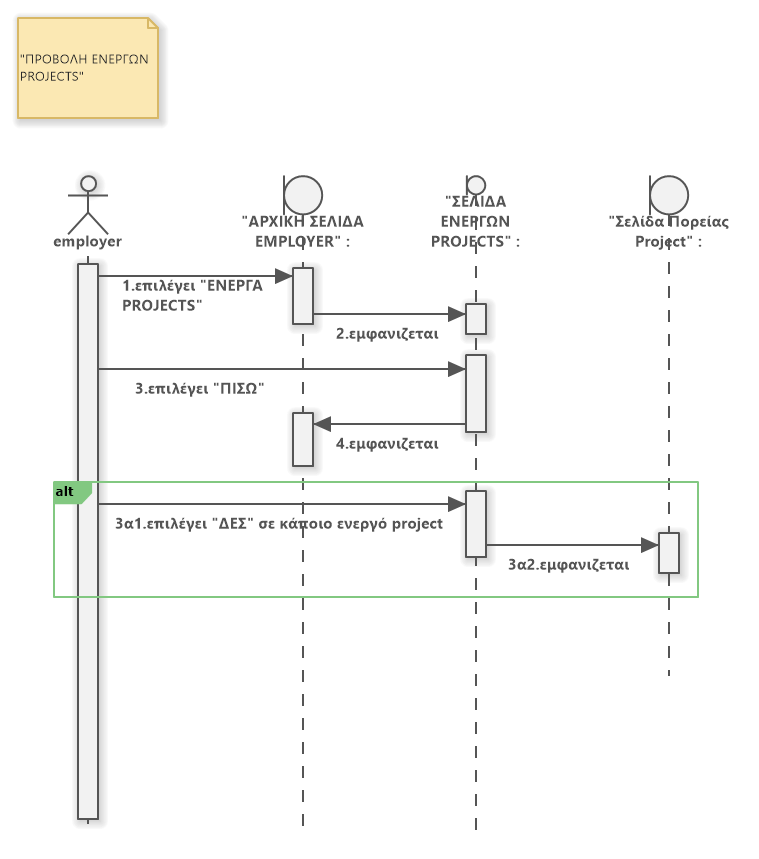 "ΠΡΟΒΟΛΗ ΕΝΕΡΓΩΝ
PROJECTS"
employer
"ΑΡΧΙΚΗ ΣΕΛΙΔΑ
EMPLOYER" :
"ΣΕΛΙΔΑ
ΕΝΕΡΓΩΝ
PROJECTS" :
"Σελίδα Πορείας
Project" :
1.επιλέγει "ΕΝΕΡΓΑ
PROJECTS"
2.εμφανιζεται
3.επιλέγει "ΠΙΣΩ"
4.εμφανιζεται
alt
3α1.επιλέγει "ΔΕΣ" σε κάποιο ενεργό project
3α2.εμφανιζεται